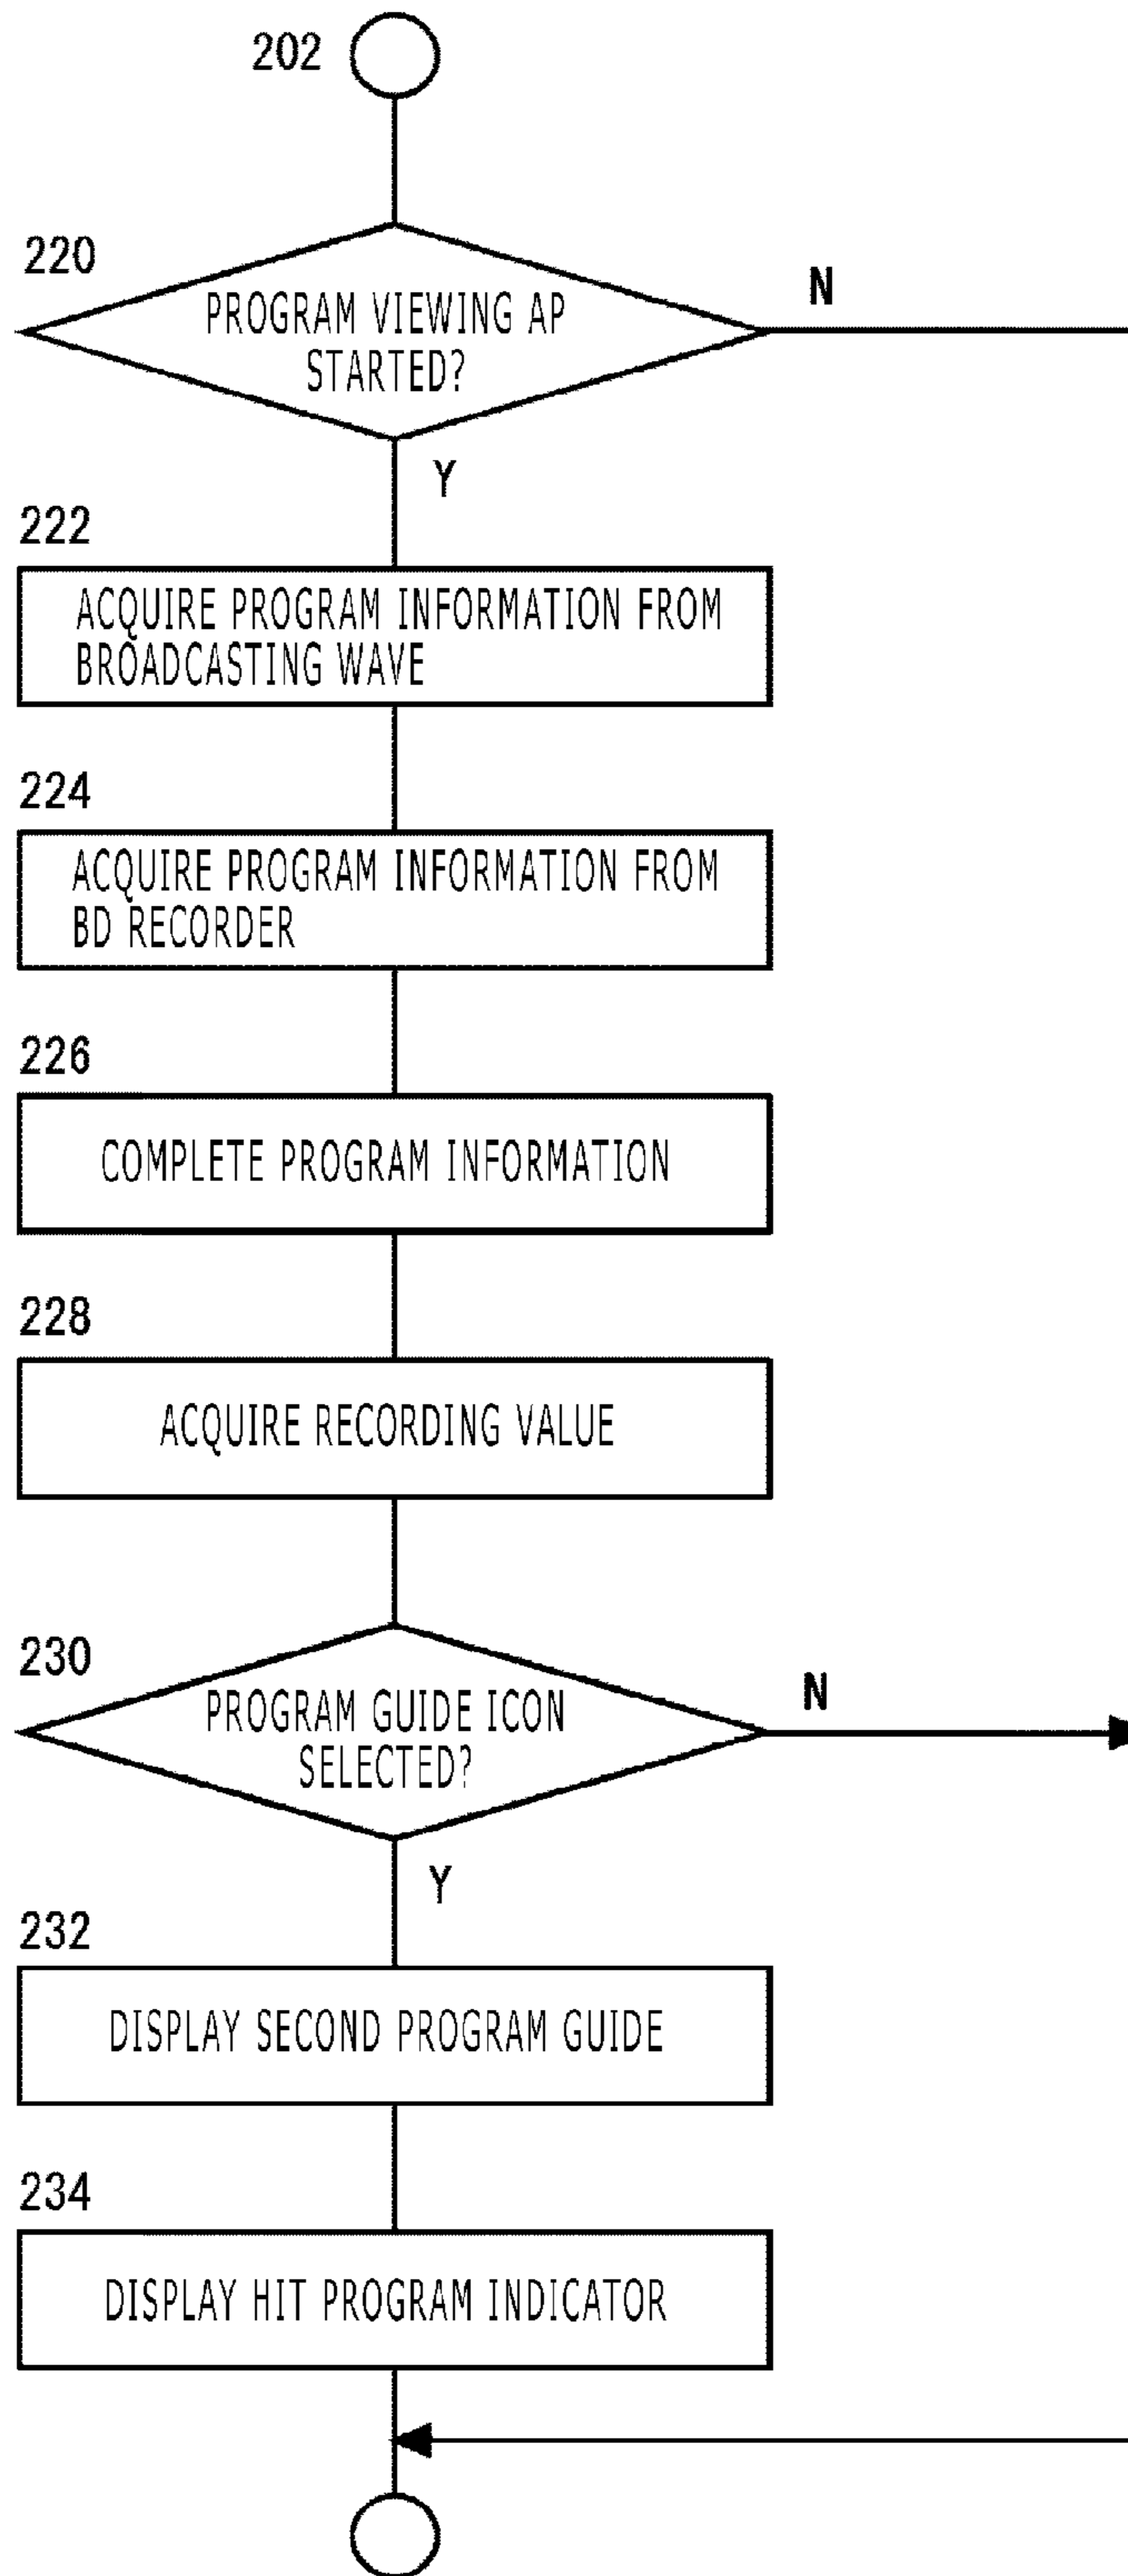 202
220
PROGRAM VIEWING AP
STARTED?
N
Y
222
ACQUIRE PROGRAM INFORMATION FROM
BROADCASTING WAVE
224
ACQUIRE PROGRAM INFORMATION FROM
BD RECORDER
226
COMPLETE PROGRAM INFORMATION
228
ACQUIRE RECORDING VALUE
230
PROGRAM GUIDE ICON
SELECTED?
N
Y
232
DISPLAY SECOND PROGRAM GUIDE
234
DISPLAY HIT PROGRAM INDICATOR